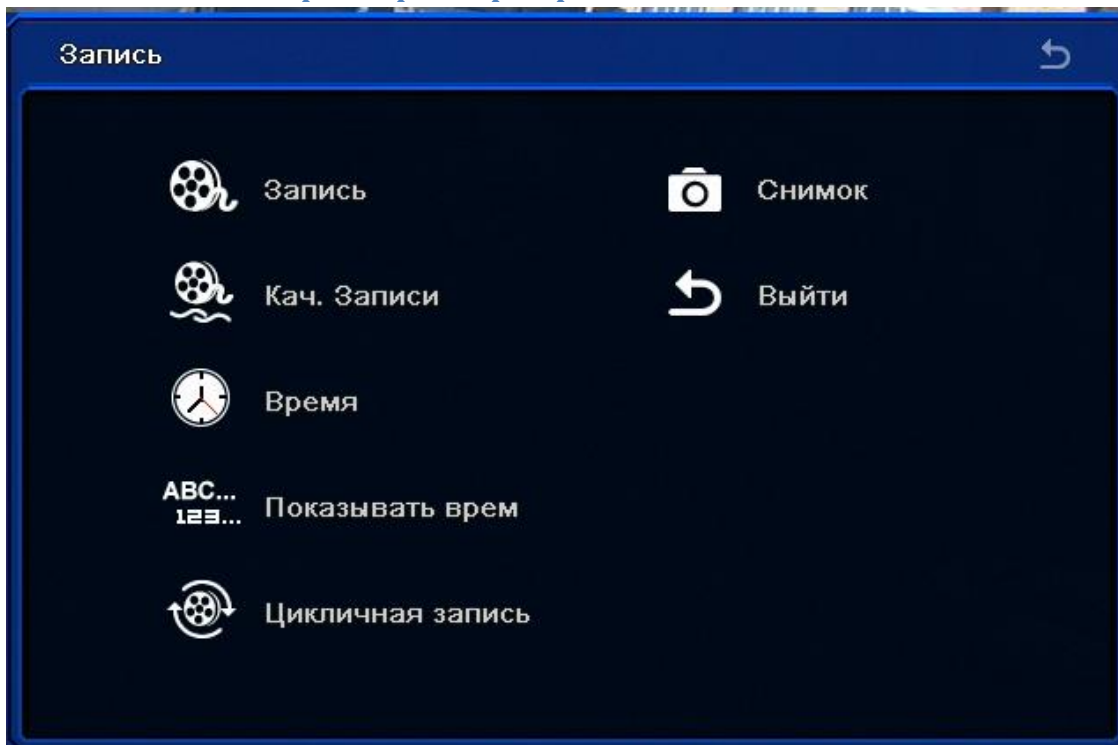 Запись
Запись
Снимок
Кач. Записи
Выйти
Время
ABC...
123...
Показывать врем
Цикличная запись